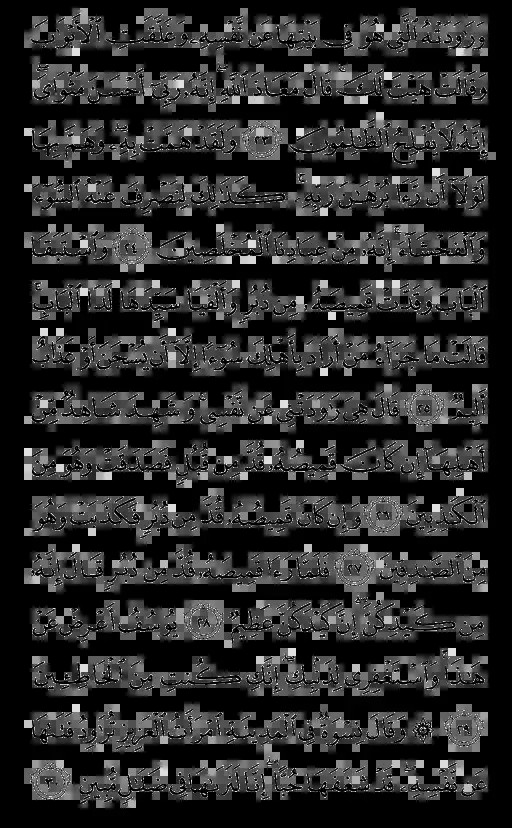 وَرَٰوَدَتْهُ ٱلَّتِى هُوَ فِى بَيْتِهَا عَن نَّفْسِهِۦ وَغَلَّقَتِ ٱلْأَبْوَٰبَ
وَقَالَتْ هَيْتَ لَكَ ۚ قَالَ مَعَاذَ ٱللَّهِ ۖ إِنَّهُۥ رَبِّىٓ أَحْسَنَ مَثْوَاىَ ۖ
إِنَّهُۥ لَا يُفْلِحُ ٱلظَّٰلِمُونَ ٢٣ وَلَقَدْ هَمَّتْ بِهِۦ ۖ وَهَمَّ بِهَا
لَوْلَآ أَن رَّءَا بُرْهَٰنَ رَبِّهِۦ ۚ كَذَٰلِكَ لِنَصْرِفَ عَنْهُ ٱلسُّوٓءَ
وَٱلْفَحْشَآءَ ۚ إِنَّهُۥ مِنْ عِبَادِنَا ٱلْمُخْلَصِينَ ٢٤ وَٱسْتَبَقَا
ٱلْبَابَ وَقَدَّتْ قَمِيصَهُۥ مِن دُبُرٍ وَأَلْفَيَا سَيِّدَهَا لَدَا ٱلْبَابِ ۚ
قَالَتْ مَا جَزَآءُ مَنْ أَرَادَ بِأَهْلِكَ سُوٓءًا إِلَّآ أَن يُسْجَنَ أَوْ عَذَابٌ
أَلِيمٌ ٢٥ قَالَ هِىَ رَٰوَدَتْنِى عَن نَّفْسِى ۚ وَشَهِدَ شَاهِدٌ مِّنْ
أَهْلِهَآ إِن كَانَ قَمِيصُهُۥ قُدَّ مِن قُبُلٍ فَصَدَقَتْ وَهُوَ مِنَ
ٱلْكَٰذِبِينَ ٢٦ وَإِن كَانَ قَمِيصُهُۥ قُدَّ مِن دُبُرٍ فَكَذَبَتْ وَهُوَ
مِنَ ٱلصَّٰدِقِينَ ٢٧ فَلَمَّا رَءَا قَمِيصَهُۥ قُدَّ مِن دُبُرٍ قَالَ إِنَّهُۥ
مِن كَيْدِكُنَّ ۖ إِنَّ كَيْدَكُنَّ عَظِيمٌ ٢٨ يُوسُفُ أَعْرِضْ عَنْ
هَٰذَا ۚ وَٱسْتَغْفِرِى لِذَنۢبِكِ ۖ إِنَّكِ كُنتِ مِنَ ٱلْخَاطِـِٔينَ
٢٩ ۞ وَقَالَ نِسْوَةٌ فِى ٱلْمَدِينَةِ ٱمْرَأَتُ ٱلْعَزِيزِ تُرَٰوِدُ فَتَىٰهَا
عَن نَّفْسِهِۦ ۖ قَدْ شَغَفَهَا حُبًّا ۖ إِنَّا لَنَرَىٰهَا فِى ضَلَٰلٍ مُّبِينٍ ٣٠